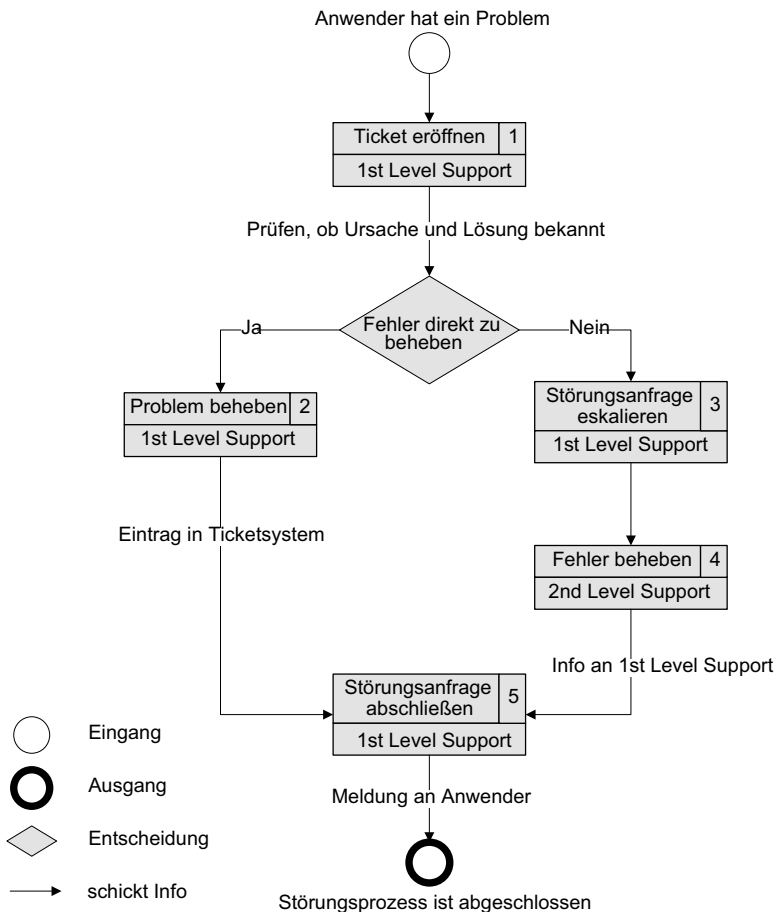 Anwender hat ein Problem
Ticket eröffnen 1
1st Level Support
Prüfen, ob Ursache und Lösung bekannt
Fehler direkt zu
beheben
Ja
Nein
Problem beheben 2
1st Level Support
Störungsanfrage
eskalieren
3
1st Level Support
Eintrag in Ticketsystem
Fehler beheben 4
2nd Level Support
Info an 1st Level Support
Störungsanfrage
abschließen
5
1st Level Support
Meldung an Anwender
Störungsprozess ist abgeschlossen
Eingang
Ausgang
Entscheidung
schickt Info